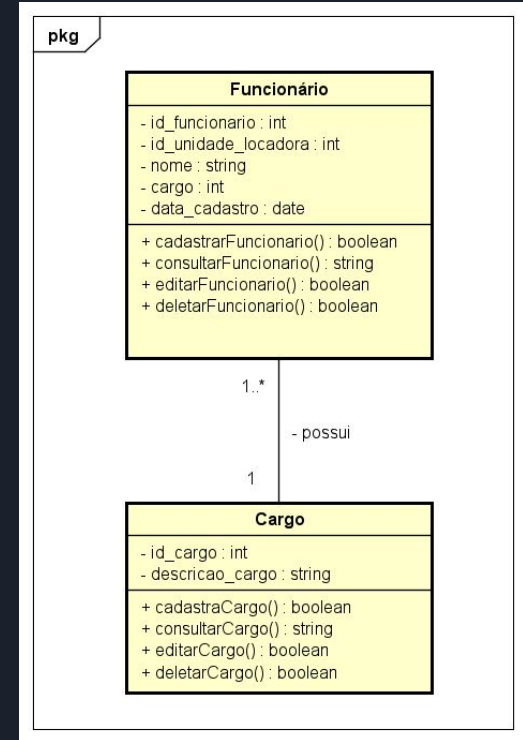 pkg
Funcionário
- id_funcionario : int
- id_unidade_locadora : int
- nome : string
- cargo : int
- data_cadastro : date
+ cadastrarFuncionario() : boolean
+ consultarFuncionario() : string
+ editarFuncionario() : boolean
+ deletarFuncionario() : boolean
1..*
- possui
1
Cargo
- id_cargo : int
- descricao_cargo : string
+ cadastraCargo() : boolean
+ consultarCargo() : string
+ editarCargo() : boolean
+ deletarCargo() : boolean